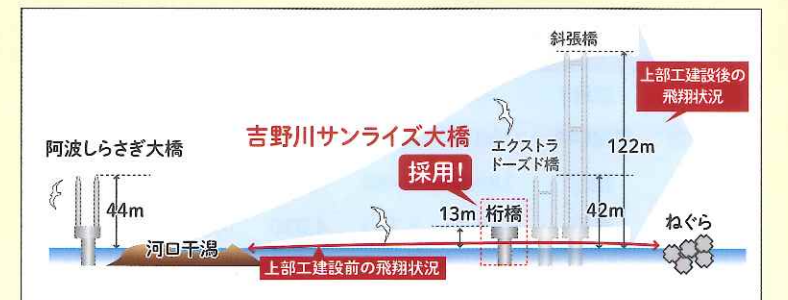 斜張橋
上部工建設後の
飛翔状況
吉野川サンライズ大橋
採用!
阿波しらさぎ大橋
エクストラ
ドーズド橋
122m
44m
13m
桁橋
42m
ねぐら
河口干潟
上部工建設前の飛翔状況